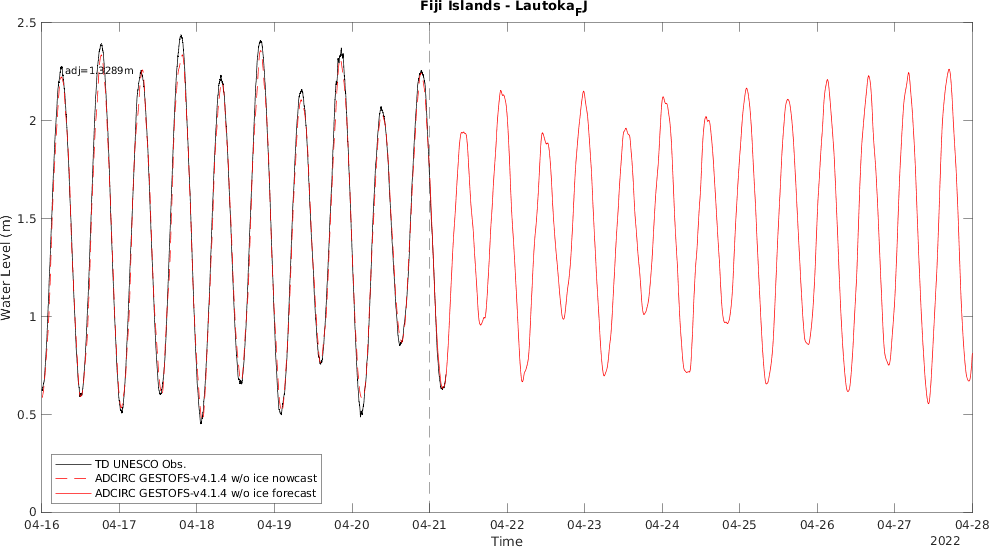 Fiji Islands - Lautoka_FJ
2.5
2
1.5
1
0.5
0
Water Level (m)
adj=1.3289m
TD UNESCO Obs.
ADCIRC GESTOFS-v4.1.4 w/o ice nowcast
ADCIRC GESTOFS-v4.1.4 w/o ice forecast
04-16 04-17 04-18 04-19 04-20 04-21 04-22 04-23 04-24 04-25 04-26 04-27 04-28
Time
2022